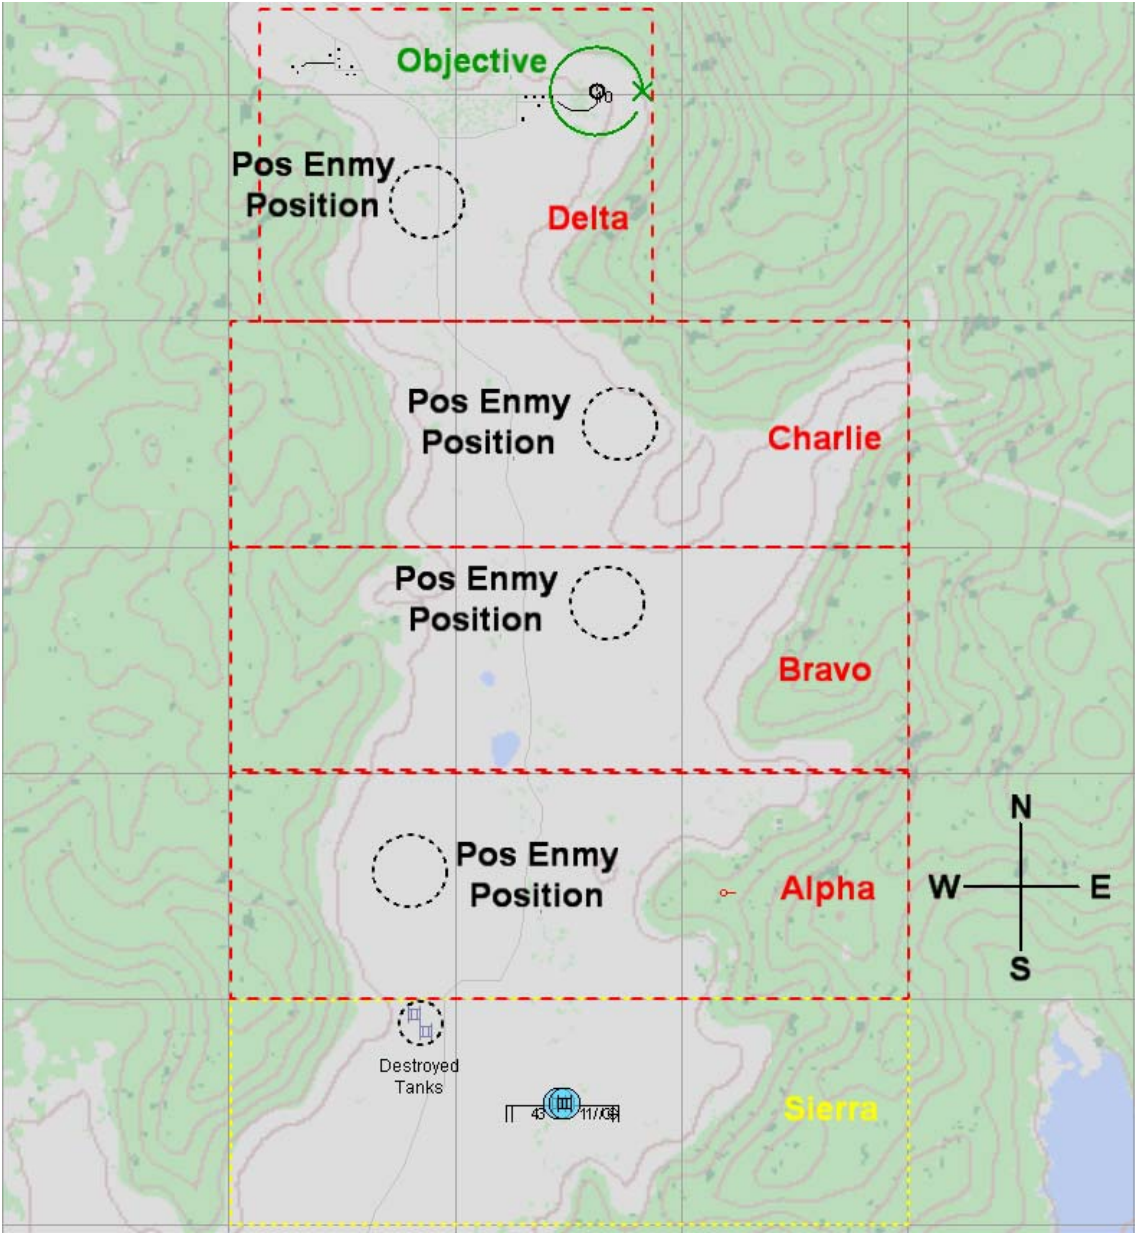 Objective
Pos Enmy
Position
Delta
Pos Enmy
Position
Charlie
Pos Enmy
Position
Bravo
Pos Enmy
Position
Alpha
N
W
E
S
Destroyed
Tanks
43
Sierra